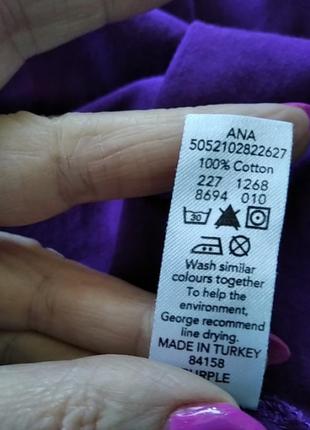 ANA
5052102822627
100% Cotton
227 1268
8694 010
30
Wash similar
colours together
To help the
environment,
George recommend
line drying.
MADE IN TURKEY
84158
PURPLE